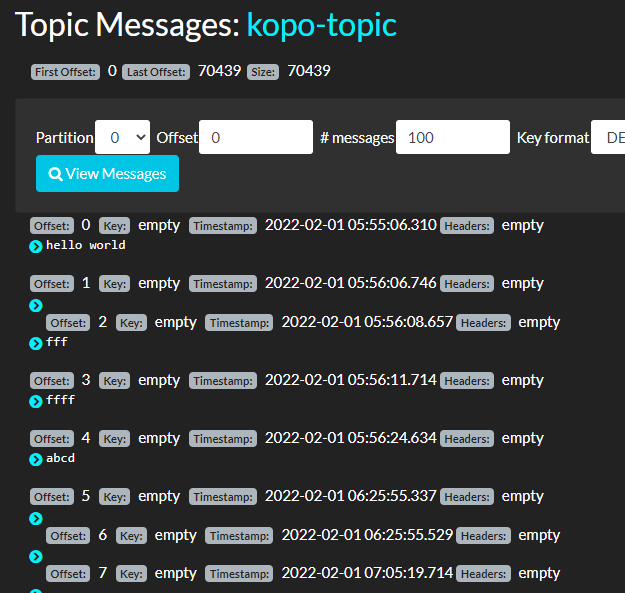 Topic Messages: kopo-topic
First Offset: 0 Last Offset: 70439 Size: 70439
Partition 0 Offset 0 # messages 100 Key format DE
View Messages
Offset: 0 Key: empty Timestamp: 2022-02-01 05:55:06.310 Headers: empty
hello world
Offset: 1 Key: empty Timestamp: 2022-02-01 05:56:06.746 Headers: empty
Offset: 2 Key: empty Timestamp: 2022-02-01 05:56:08.657 Headers: empty
fff
Offset: 3 Key: empty Timestamp: 2022-02-01 05:56:11.714 Headers: empty
ffff
Offset: 4 Key: empty Timestamp: 2022-02-01 05:56:24.634 Headers: empty
abcd
Offset: 5 Key: empty Timestamp: 2022-02-01 06:25:55.337 Headers: empty
Offset: 6 Key: empty Timestamp: 2022-02-01 06:25:55.529 Headers: empty
Offset: 7 Key: empty Timestamp: 2022-02-01 07:05:19.714 Headers: empty